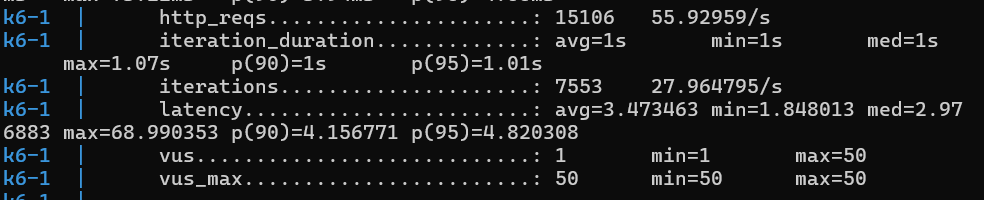 k6-1  |      http_reqs......................: 15106   55.92959/s
k6-1  |      iteration_duration.............: avg=1s       min=1s       med=1s
     max=1.07s     p(90)=1s       p(95)=1.01s
k6-1  |      iterations.....................: 7553    27.964795/s
k6-1  |      latency........................: avg=3.473463 min=1.848013 med=2.97
6883 max=68.990353 p(90)=4.156771 p(95)=4.820308
k6-1  |      vus............................: 1       min=1       max=50
k6-1  |      vus_max........................: 50      min=50      max=50
k6-1  |